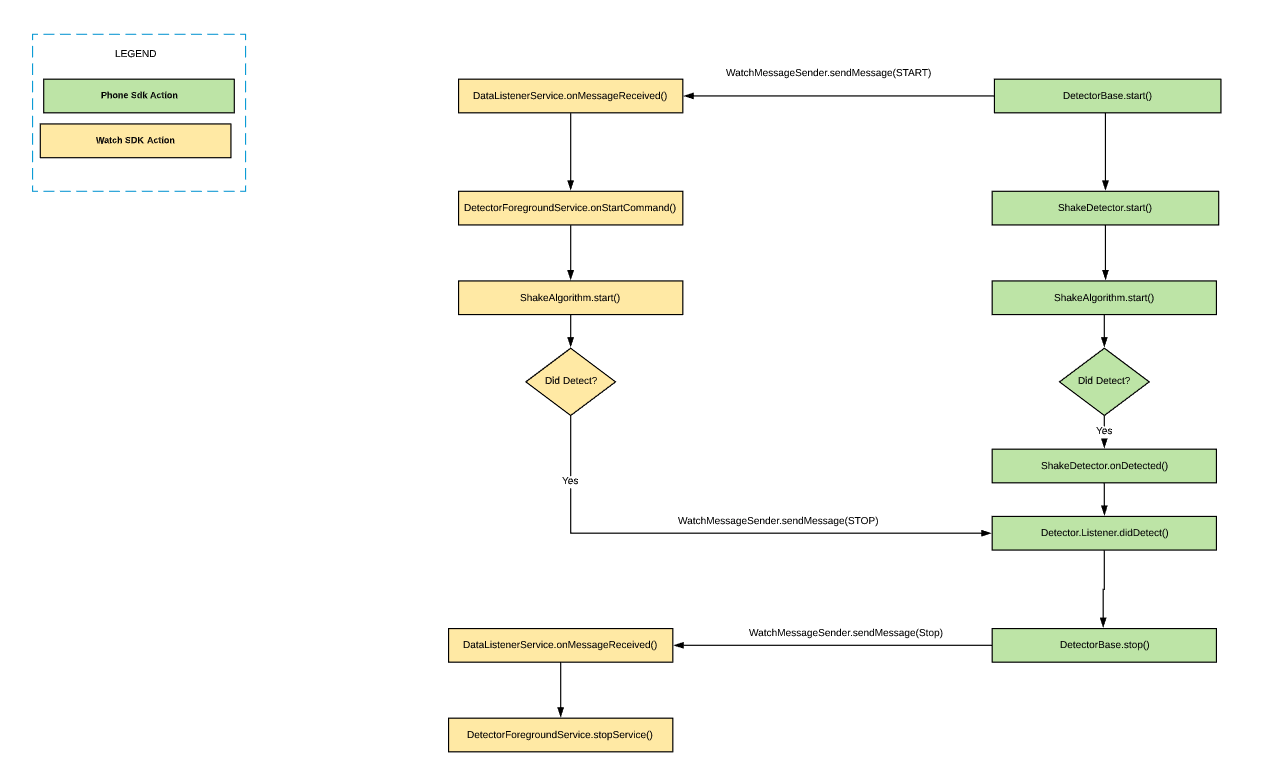 LEGEND
Phone Sdk Action
Watch SDK Action
WatchMessageSender.sendMessage(START)
DataListenerService.onMessageReceived()
DetectorBase.start()
DetectorForegroundService.onStartCommand()
ShakeDetector.start()
ShakeAlgorithm.start()
ShakeAlgorithm.start()
Did Detect?
Did Detect?
Yes
ShakeDetector.onDetected()
Yes
WatchMessageSender.sendMessage(STOP)
Detector.Listener.didDetect()
WatchMessageSender.sendMessage(Stop)
DataListenerService.onMessageReceived()
DetectorBase.stop()
DetectorForegroundService.stopService()